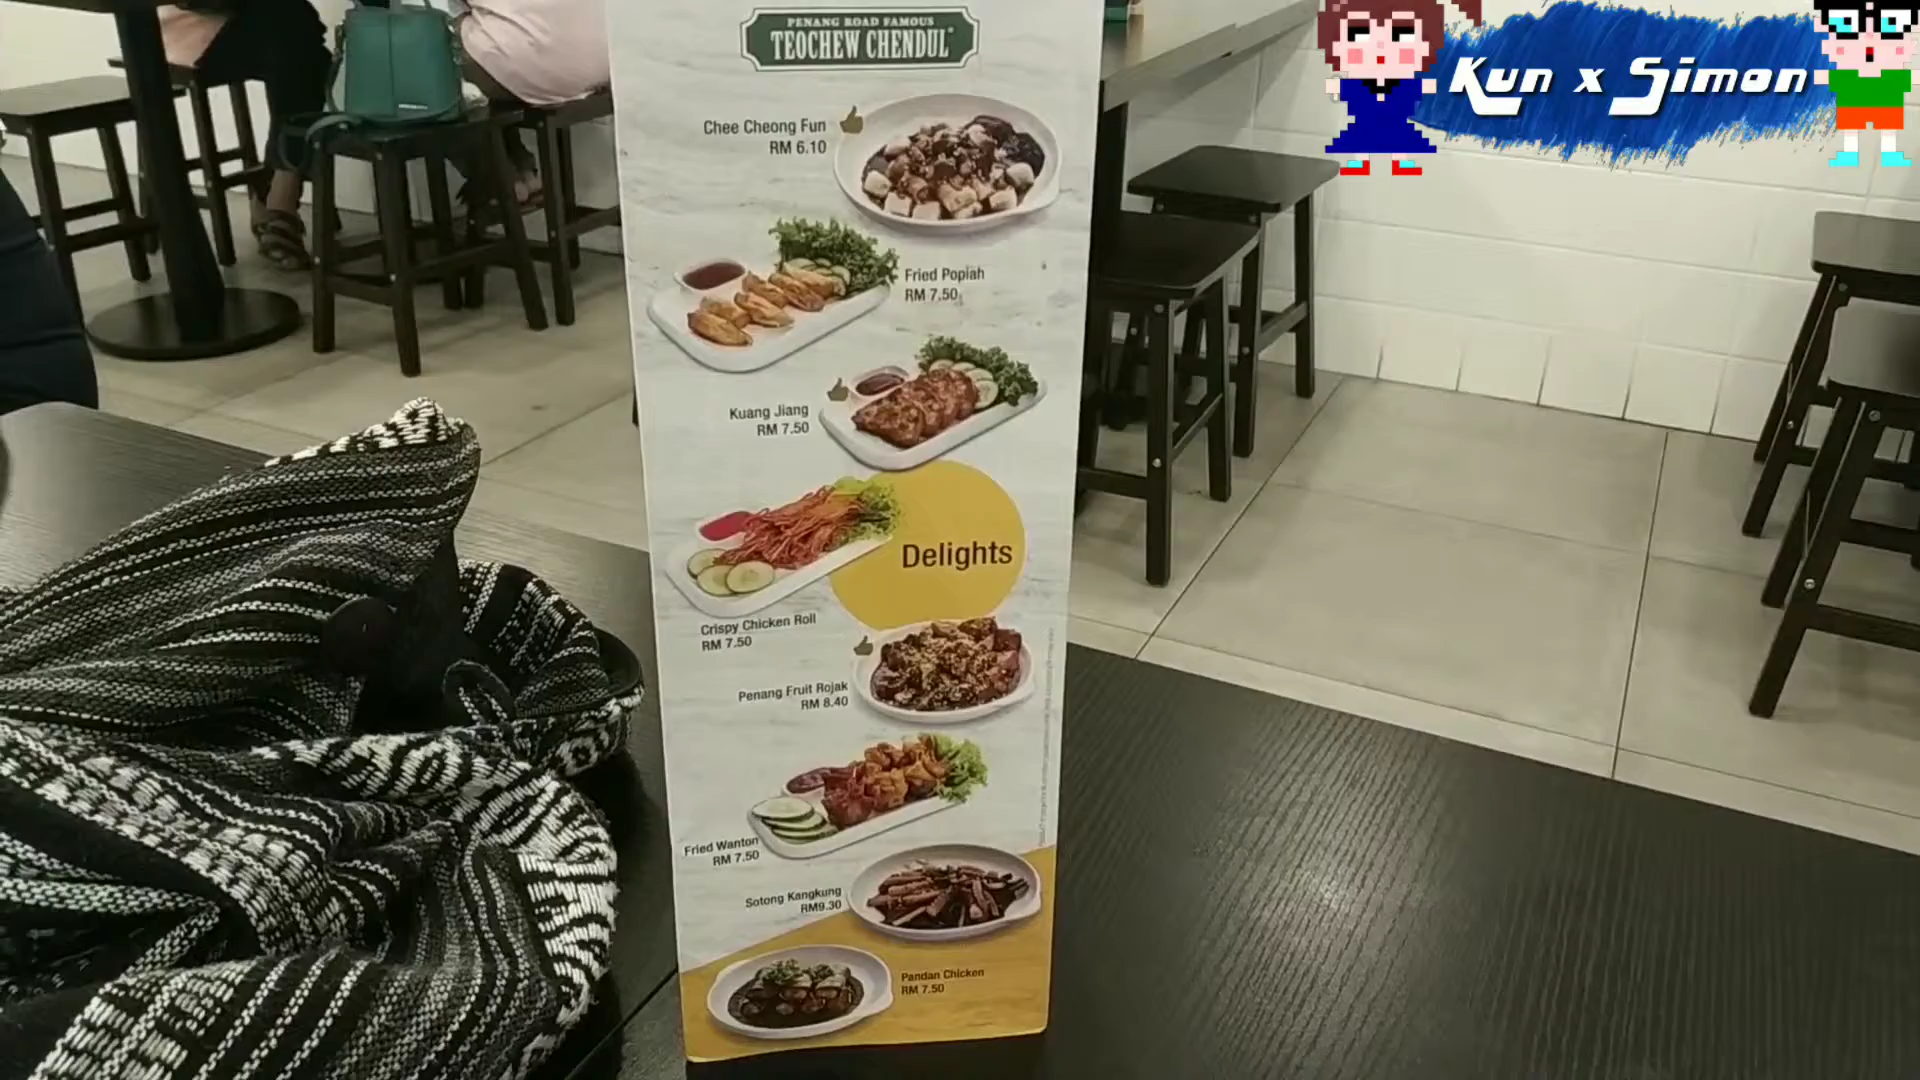 PENANG ROAD FAMOUS
TEOCHEW CHENDUL
Kun x Simon
Chee Cheong Fun
RM 6.10
Fried Popiah
RM 7.50
Kuang Jiang
RM 7.50
Delights
Crispy Chicken Roll
RM 7.50
Penang Fruit Rojak
RM 8.40
Fried Wanton
RM 7.50
Sotong Kangkung
RM9.30
Pandan Chicken
RM 7.50